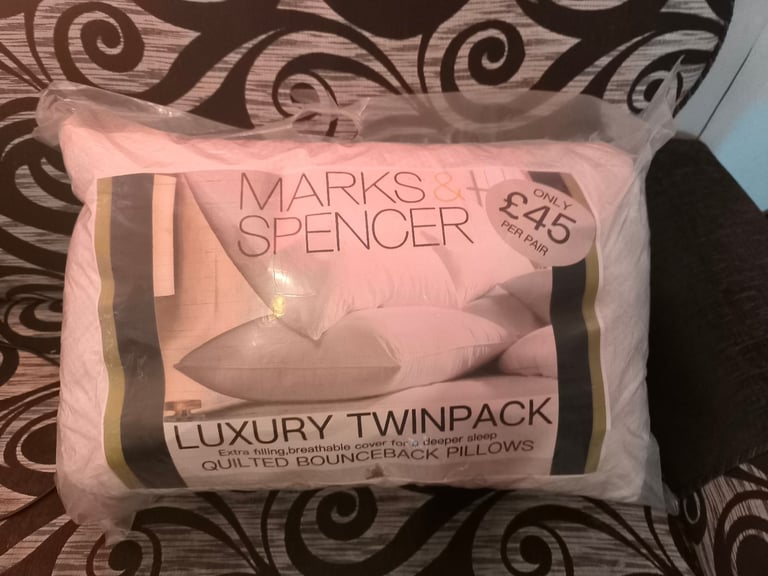 MARKS &
SPENCER
ONLY
£45
PER PAIR
LUXURY TWINPACK
Extra filling,breathable cover for a deeper sleep
QUILTED BOUNCEBACK PILLOWS